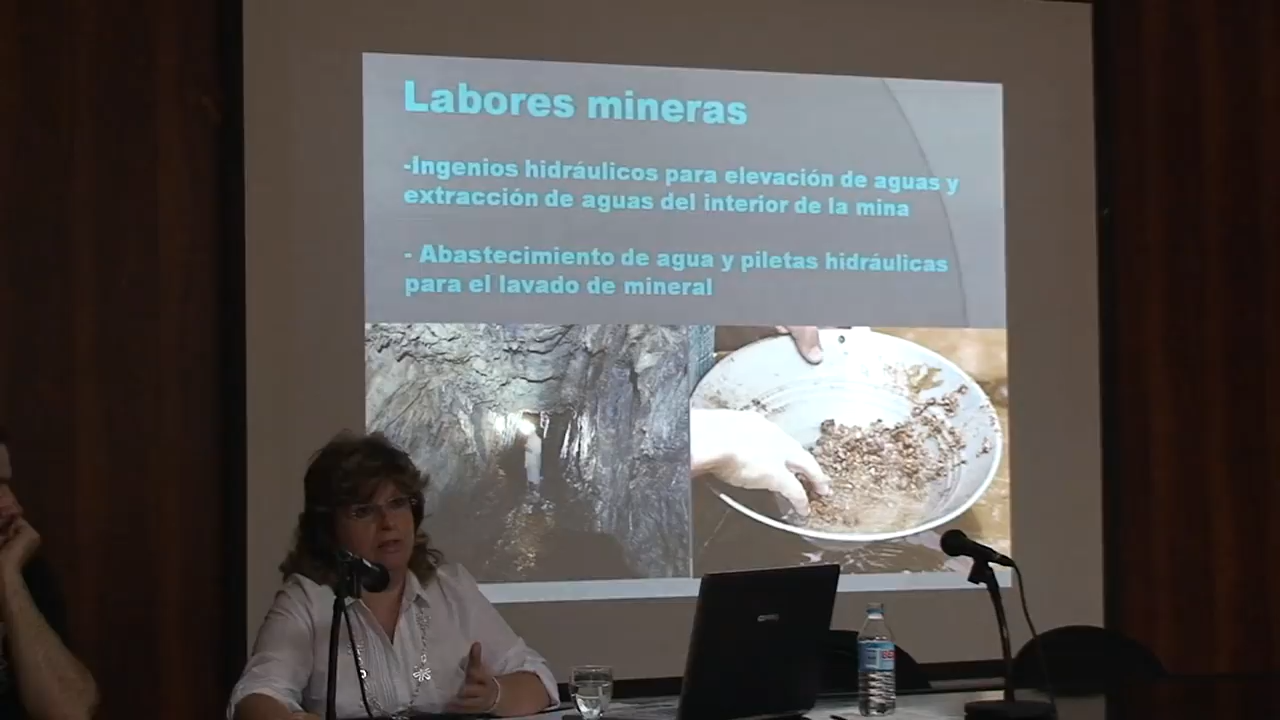 Labores mineras
-Ingenios hidráulicos para elevación de aguas y
extracción de aguas del interior de la mina
- Abastecimiento de agua y piletas hidráulicas
para el lavado de mineral